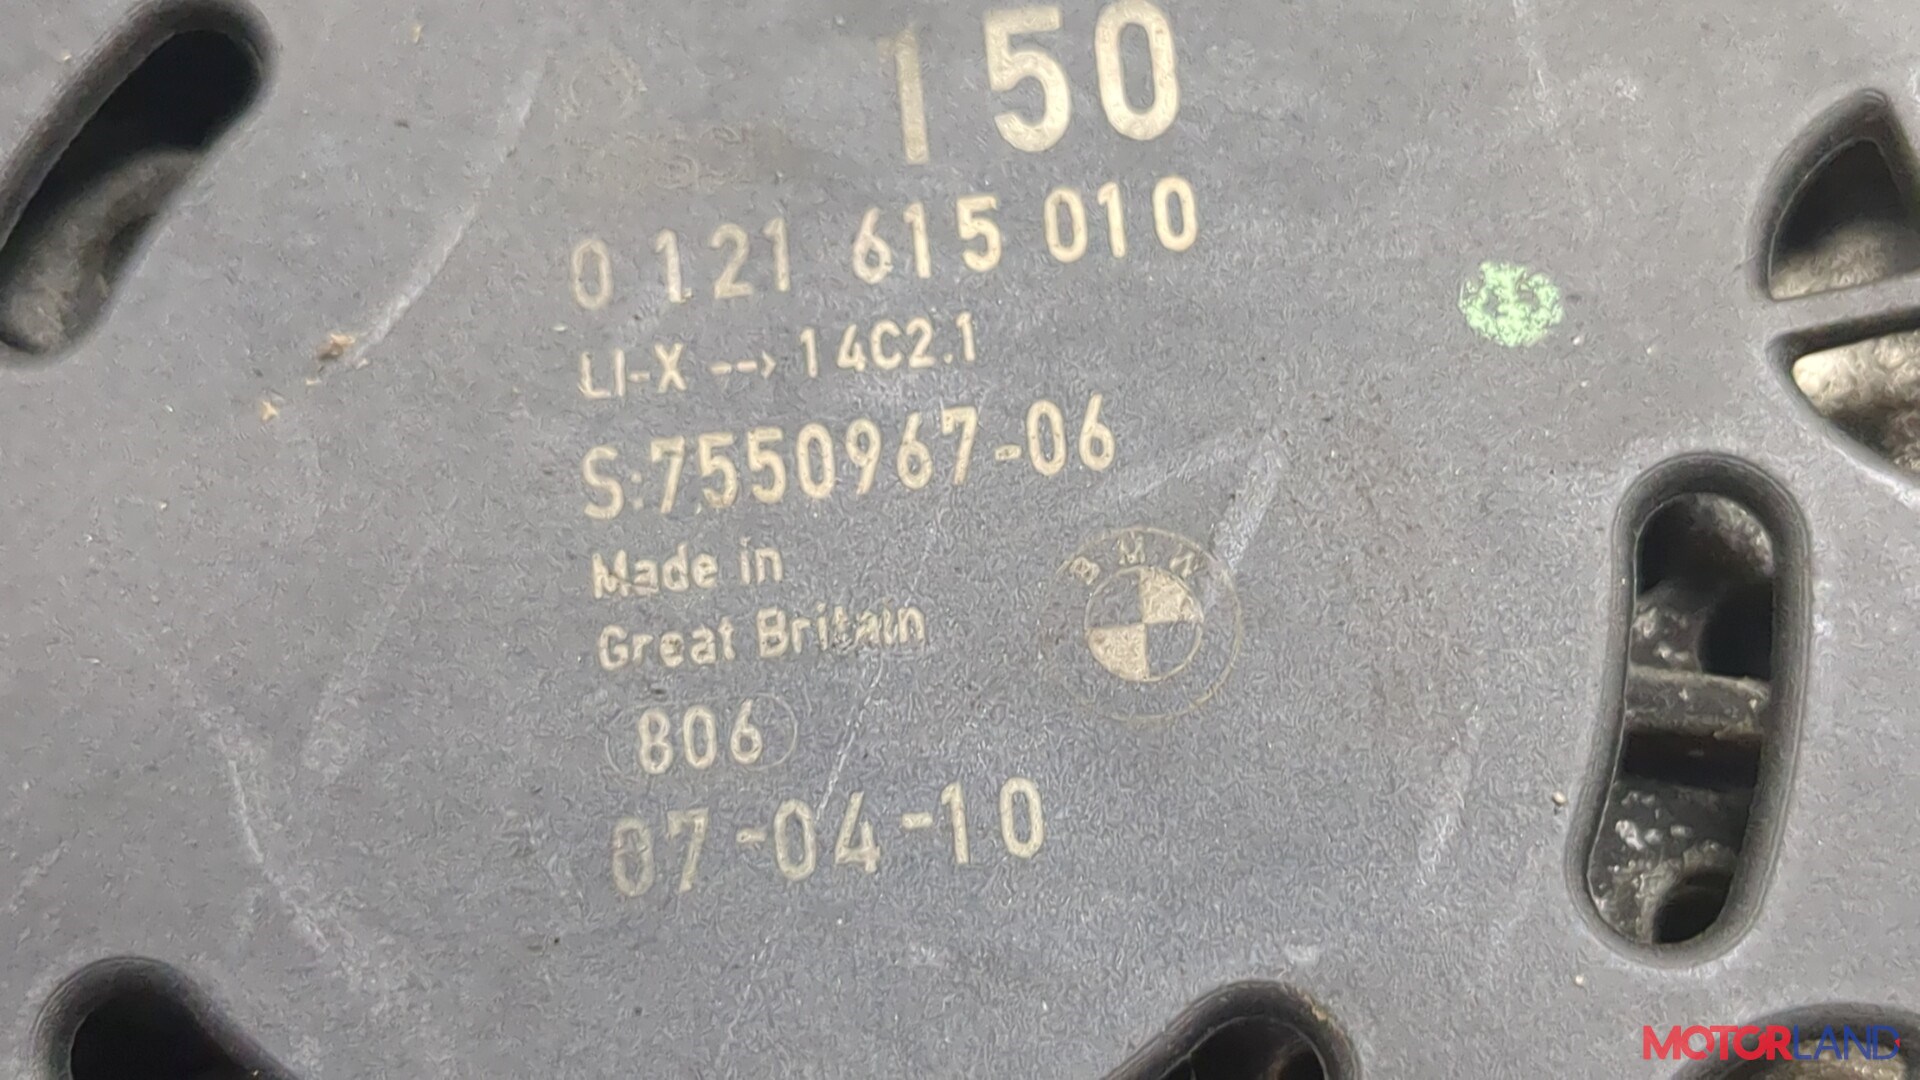 150
0 121 615 010
LI-X --> 14C2.1
S:7550967-06
Made in
Great Britain
BMW
806
07-04-10
MOTORLAND